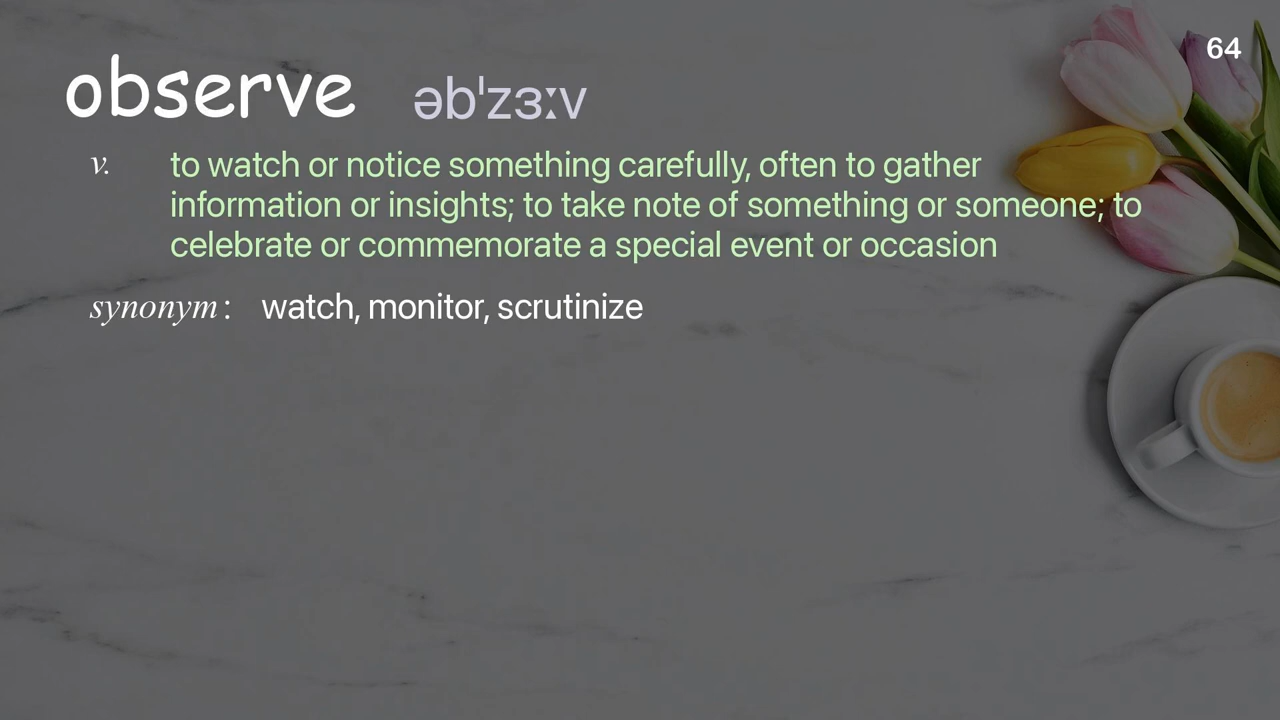 64
observe əbˈzɜːv
v. to watch or notice something carefully, often to gather
information or insights; to take note of something or someone; to
celebrate or commemorate a special event or occasion
synonym : watch, monitor, scrutinize